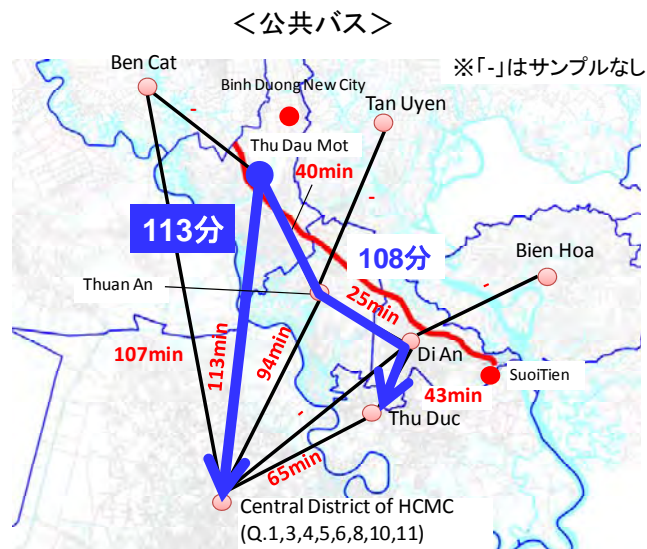 ＜公共バス＞
Ben Cat
※「-」はサンプルなし
Binh Duong New City
Tan Uyen
-
Thu Dau Mot
40min
-
113分
108分
Bien Hoa
Thuan An
25min
-
107min
113min
94min
Di An
SuoiTien
-
43min
Thu Duc
65min
Central District of HCMC
(Q.1,3,4,5,6,8,10,11)